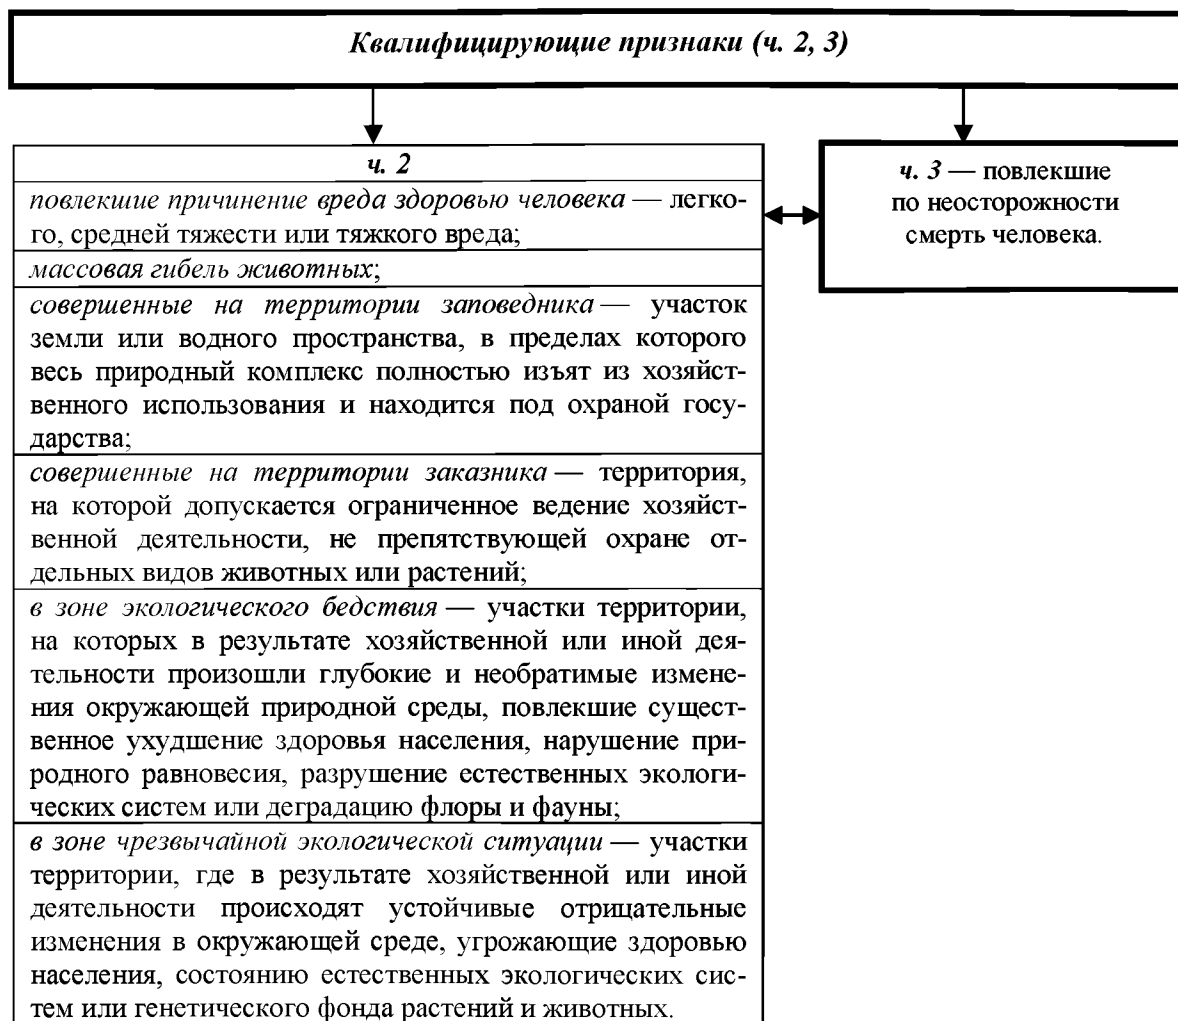 Квалифицирующие признаки (ч. 2, 3)
ч. 2
повлекшие причинение вреда здоровью человека — легко-
го, средней тяжести или тяжкого вреда;
массовая гибель животных;
совершенные на территории заповедника — участок
земли или водного пространства, в пределах которого
весь природный комплекс полностью изъят из хозяйст-
венного использования и находится под охраной госу-
дарства;
совершенные на территории заказника — территория,
на которой допускается ограниченное ведение хозяйст-
венной деятельности, не препятствующей охране от-
дельных видов животных или растений;
в зоне экологического бедствия — участки территории,
на которых в результате хозяйственной или иной дея-
тельности произошли глубокие и необратимые измене-
ния окружающей природной среды, повлекшие сущест-
венное ухудшение здоровья населения, нарушение при-
родного равновесия, разрушение естественных экологи-
ческих систем или деградацию флоры и фауны;
в зоне чрезвычайной экологической ситуации — участки
территории, где в результате хозяйственной или иной
деятельности происходят устойчивые отрицательные
изменения в окружающей среде, угрожающие здоровью
населения, состоянию естественных экологических сис-
тем или генетического фонда растений и животных.
ч. 3 — повлекшие
по неосторожности
смерть человека.